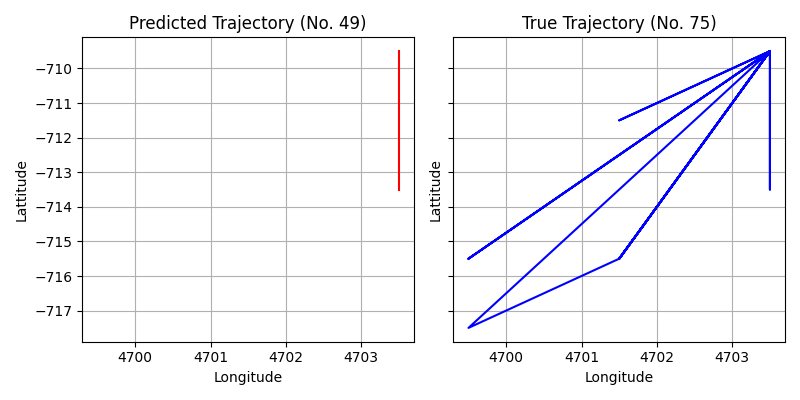 Predicted Trajectory (No. 49)
True Trajectory (No. 75)
Lattitude
−710
−711
−712
−713
−714
−715
−716
−717
4700
4701
4702
4703
Longitude
Lattitude
4700
4701
4702
4703
Longitude